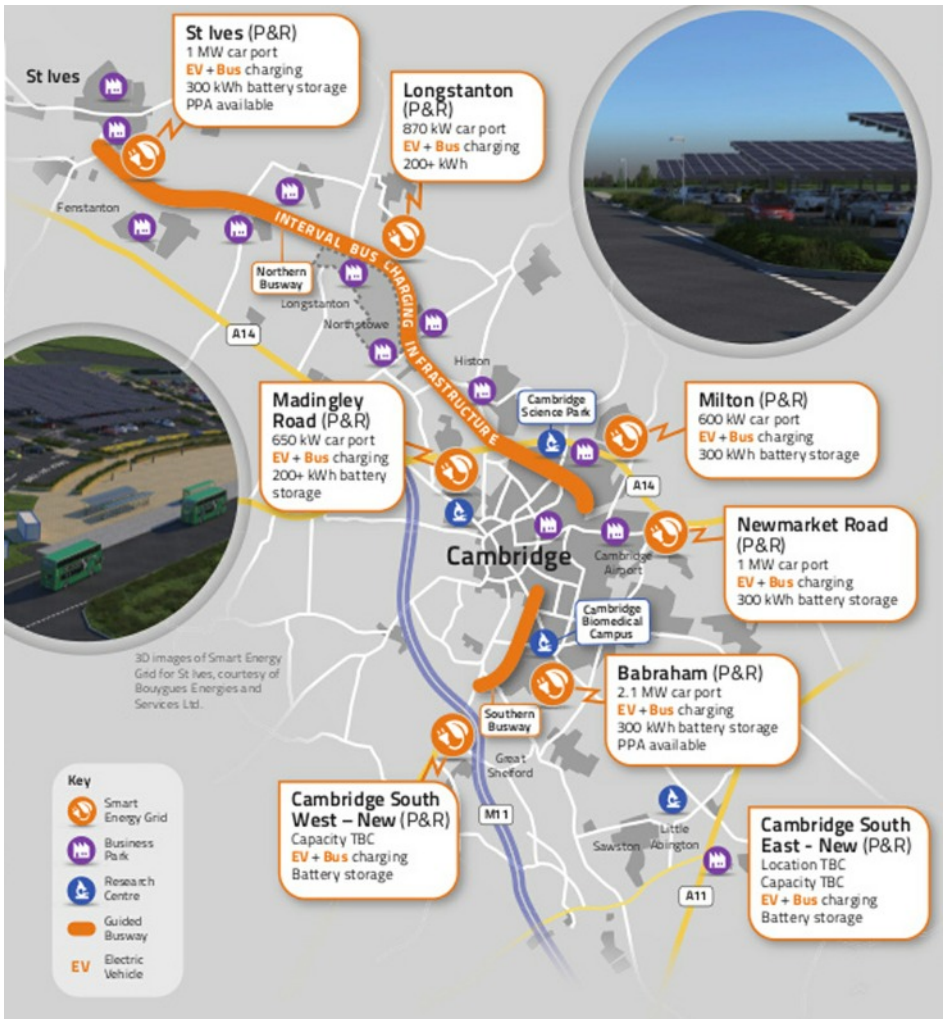 St Ives (P&R)
1 MW car port
EV + Bus charging
300 kWh battery storage
PPA available
St Ives
Longstanton
(P&R)
870 kW car port
EV + Bus charging
200+ kWh
Fenstanton
INTERVAL BUS CHARGING INFRASTRUCTURE
Northern
Busway
Longstanton
Northstowe
A14
Histon
Madingley
Road (P&R)
650 kW car port
EV + Bus charging
200+ kWh battery
storage
Cambridge
Science Park
Milton (P&R)
600 kW car port
EV + Bus charging
300 kWh battery storage
A14
Newmarket Road
(P&R)
1 MW car port
EV + Bus charging
300 kWh battery storage
Cambridge
Cambridge
Airport
Cambridge
Biomedical
Campus
3D images of Smart Energy
Grid for St Ives, courtesy of
Bouygues Energies and
Services Ltd.
Babraham (P&R)
2.1 MW car port
EV + Bus charging
300 kWh battery storage
PPA available
Southern
Busway
Great
Shelford
Cambridge South
West – New (P&R)
Capacity TBC
EV + Bus charging
Battery storage
M11
Sawston
Little
Abington
A11
Cambridge South
East - New (P&R)
Location TBC
Capacity TBC
EV + Bus charging
Battery storage
Key
Smart
Energy Grid
Business
Park
Research
Centre
Guided
Busway
EV Electric
Vehicle